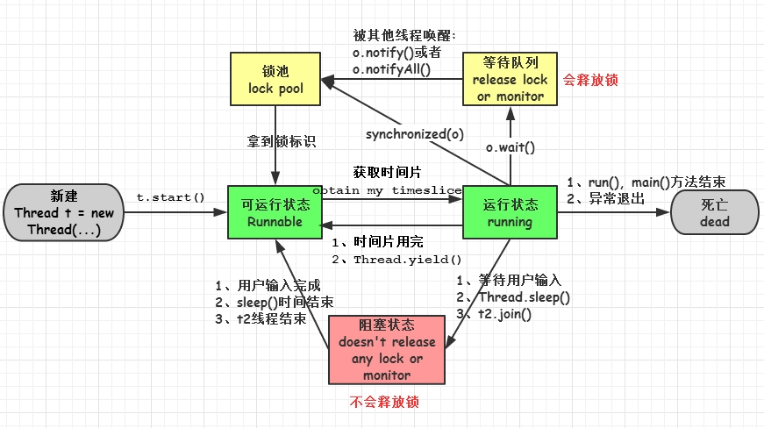 被其他线程唤醒:
o.notify()或者
o.notifyAll()
锁池
lock pool
等待队列
release lock
or monitor
会释放锁
synchronized(o)
o.wait()
拿到锁标识
获取时间片
obtain my timeslice
新建
Thread t = new
Thread(...)
t.start()
可运行状态
Runnable
运行状态
running
1、run(), main()方法结束
2、异常退出
死亡
dead
1、时间片用完
2、Thread.yield()
1、用户输入完成
2、sleep()时间结束
3、t2线程结束
1、等待用户输入
2、Thread.sleep()
3、t2.join()
阻塞状态
doesn't release
any lock or
monitor
不会释放锁